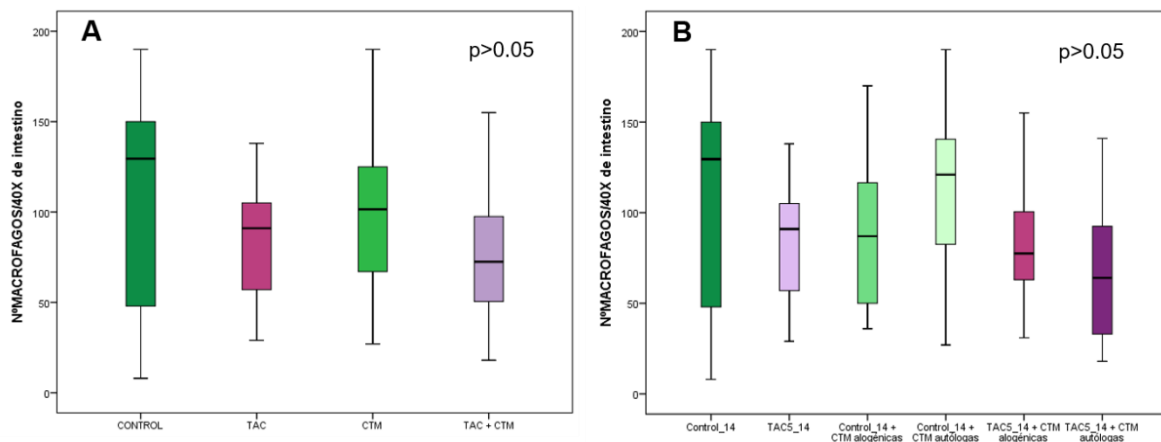 A
p>0.05
NºMACROFAGOS/40X de intestino
200
150
100
50
0
CONTROL
TAC
CTM
TAC + CTM
B
p>0.05
NºMACROFAGOS/40X de intestino
200
150
100
50
0
Control_14
TAC5_14
Control_14 +
CTM alogénicas
Control_14 +
CTM autólogas
TAC5_14 + CTM
alogénicas
TAC5_14 + CTM
autólogas